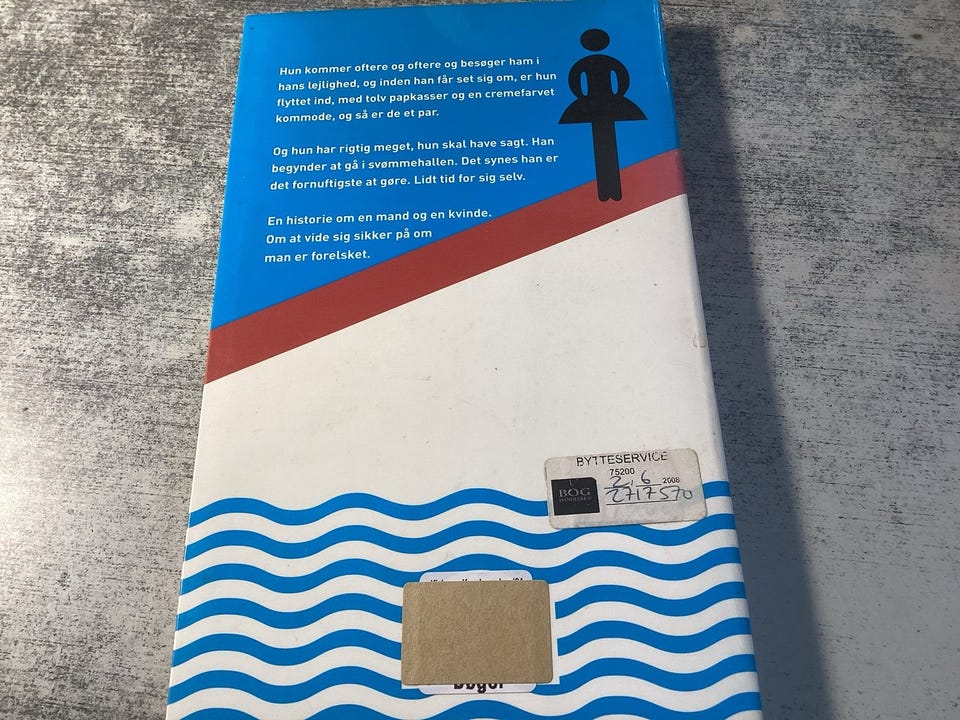 Hun kommer oftere og oftere og besøger ham i
hans lejlighed, og inden han får set sig om, er hun
flyttet ind, med tolv papkasser og en cremefarvet
kommode, og så er de et par.
Og hun har rigtig meget, hun skal have sagt. Han
begynder at gå i svømmehallen. Det synes han er
det fornuftigste at gøre. Lidt tid for sig selv.
En historie om en mand og en kvinde.
Om at vide sig sikker på om
man er forelsket.
BYTTESERVICE
75200
2. 6 2008
BOG
2717570